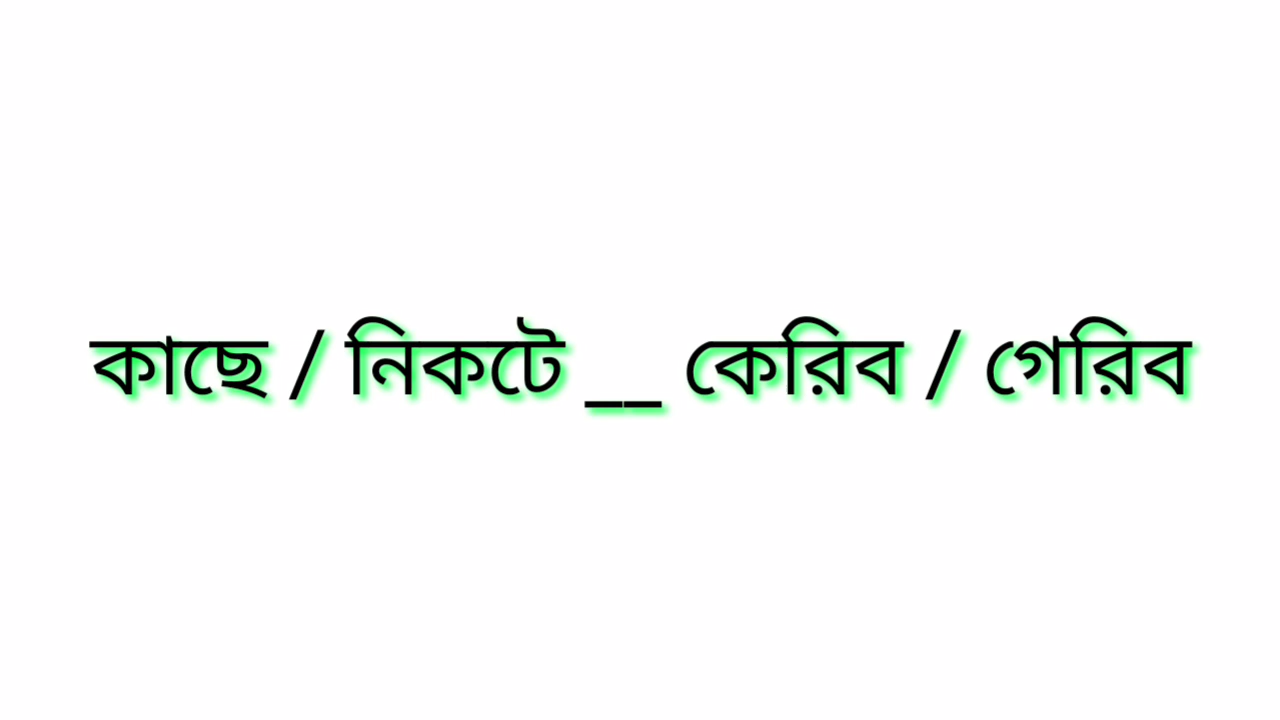 কাছে / নিকটে __ কেরিব / গেরিব